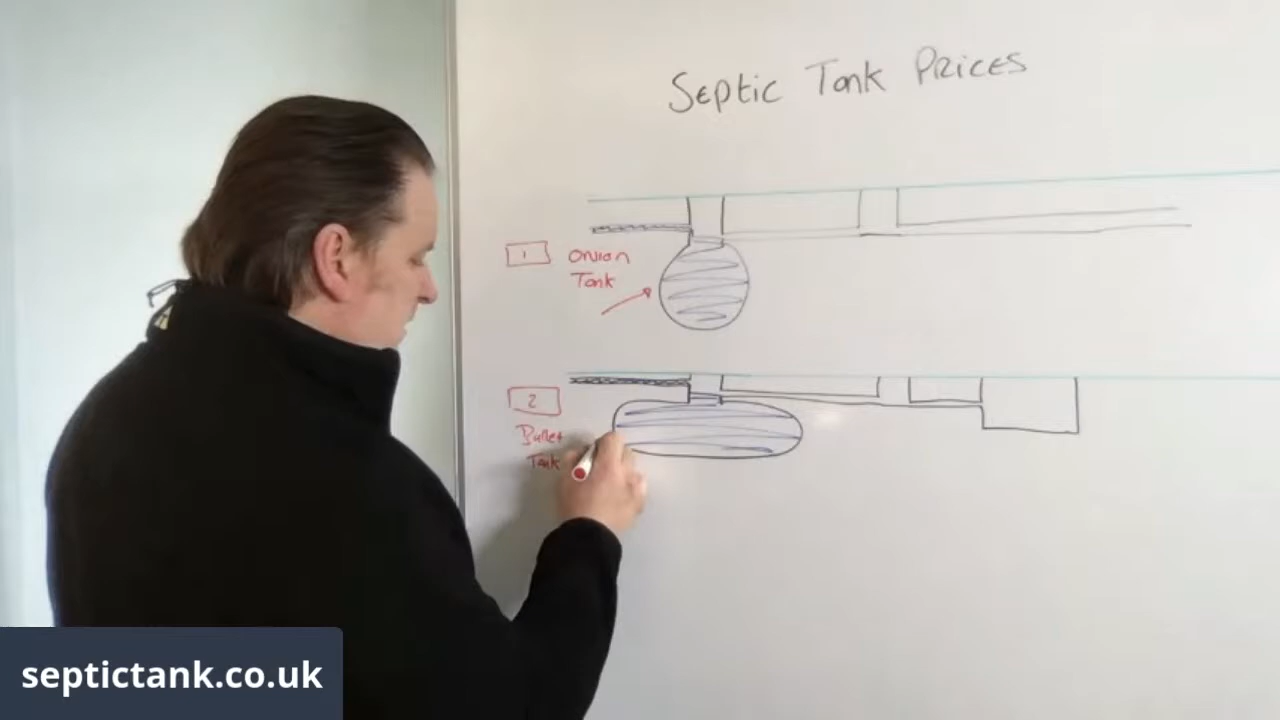 Septic Tank Prices
1
Onion
Tank
2
Bullet
Tank
septictank.co.uk